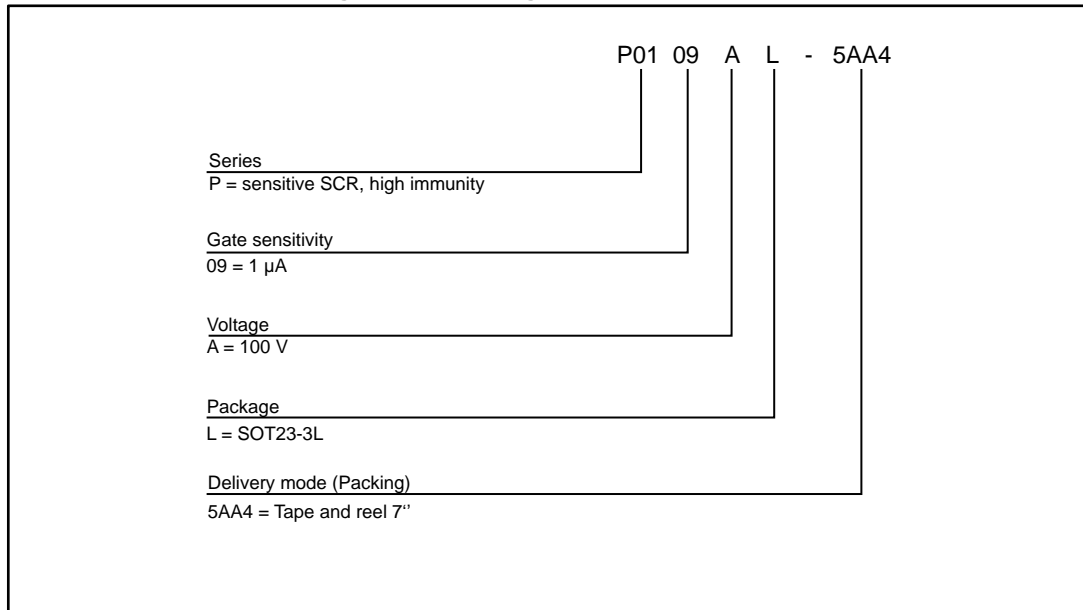 P01 09 A L - 5AA4
Series
P = sensitive SCR, high immunity
Gate sensitivity
09 = 1 µA
Voltage
A = 100 V
Package
L = SOT23-3L
Delivery mode (Packing)
5AA4 = Tape and reel 7‘’